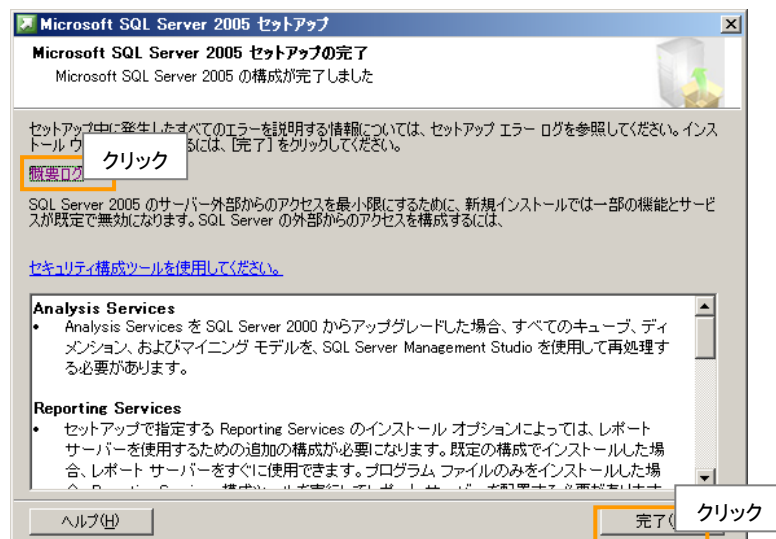 Microsoft SQL Server 2005 セットアップ
Microsoft SQL Server 2005 セットアップの完了
Microsoft SQL Server 2005 の構成が完了しました
セットアップ中に発生したすべてのエラーを説明する情報については、セットアップ エラー ログを参照してください。インス
トール ウ るには、[完了] をクリックしてください。
クリック
概要ログ
SQL Server 2005 のサーバー外部からのアクセスを最小限にするために、新規インストールでは一部の機能とサービ
スが既定で無効になります。SQL Server の外部からのアクセスを構成するには、
セキュリティ構成ツールを使用してください。
Analysis Services
• Analysis Services を SQL Server 2000 からアップグレードした場合、すべてのキューブ、ディ
メンション、およびマイニング モデルを、SQL Server Management Studio を使用して再処理す
る必要があります。
Reporting Services
• セットアップで指定する Reporting Services のインストール オプションによっては、レポート
サーバーを使用するための追加の構成が必要になります。既定の構成でインストールした場
合、レポート サーバーをすぐに使用できます。プログラム ファイルのみをインストールした場
ヘルプ(H)
完了(
クリック